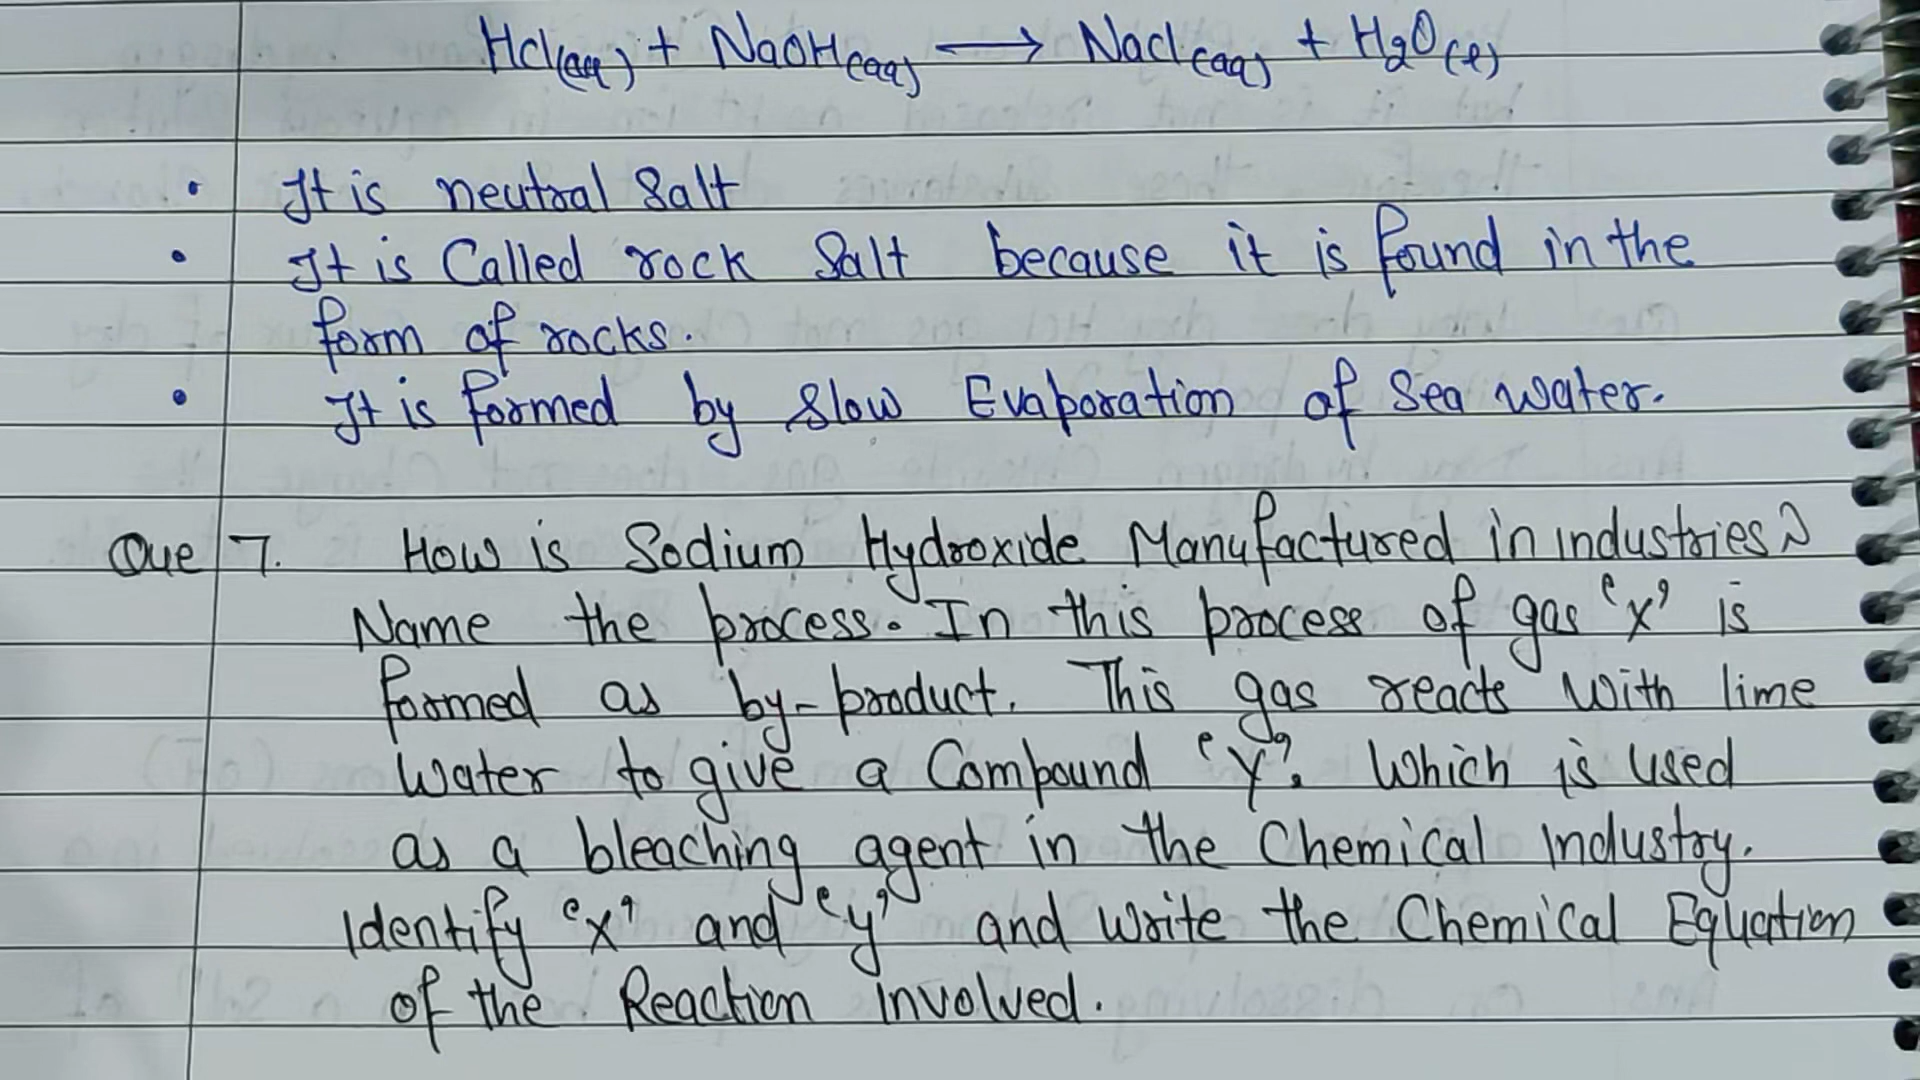 Hcl(aq) + NaOH(aq) ⟶ Nacl(aq) + H2O(l)
• It is neutral Salt
• It is Called rock Salt because it is found in the
form of rocks.
• It is formed by slow Evaporation of Sea water.
Que 7. How is Sodium Hydroxide Manufactured in industries?
Name the process. In this process of gas 'x' is
formed as by-product. This gas reacts with lime
water to give a Compound 'Y'. Which is used
as a bleaching agent in the Chemical Industry.
Identify 'x' and 'y' and write the Chemical Equation
of the Reaction involved.